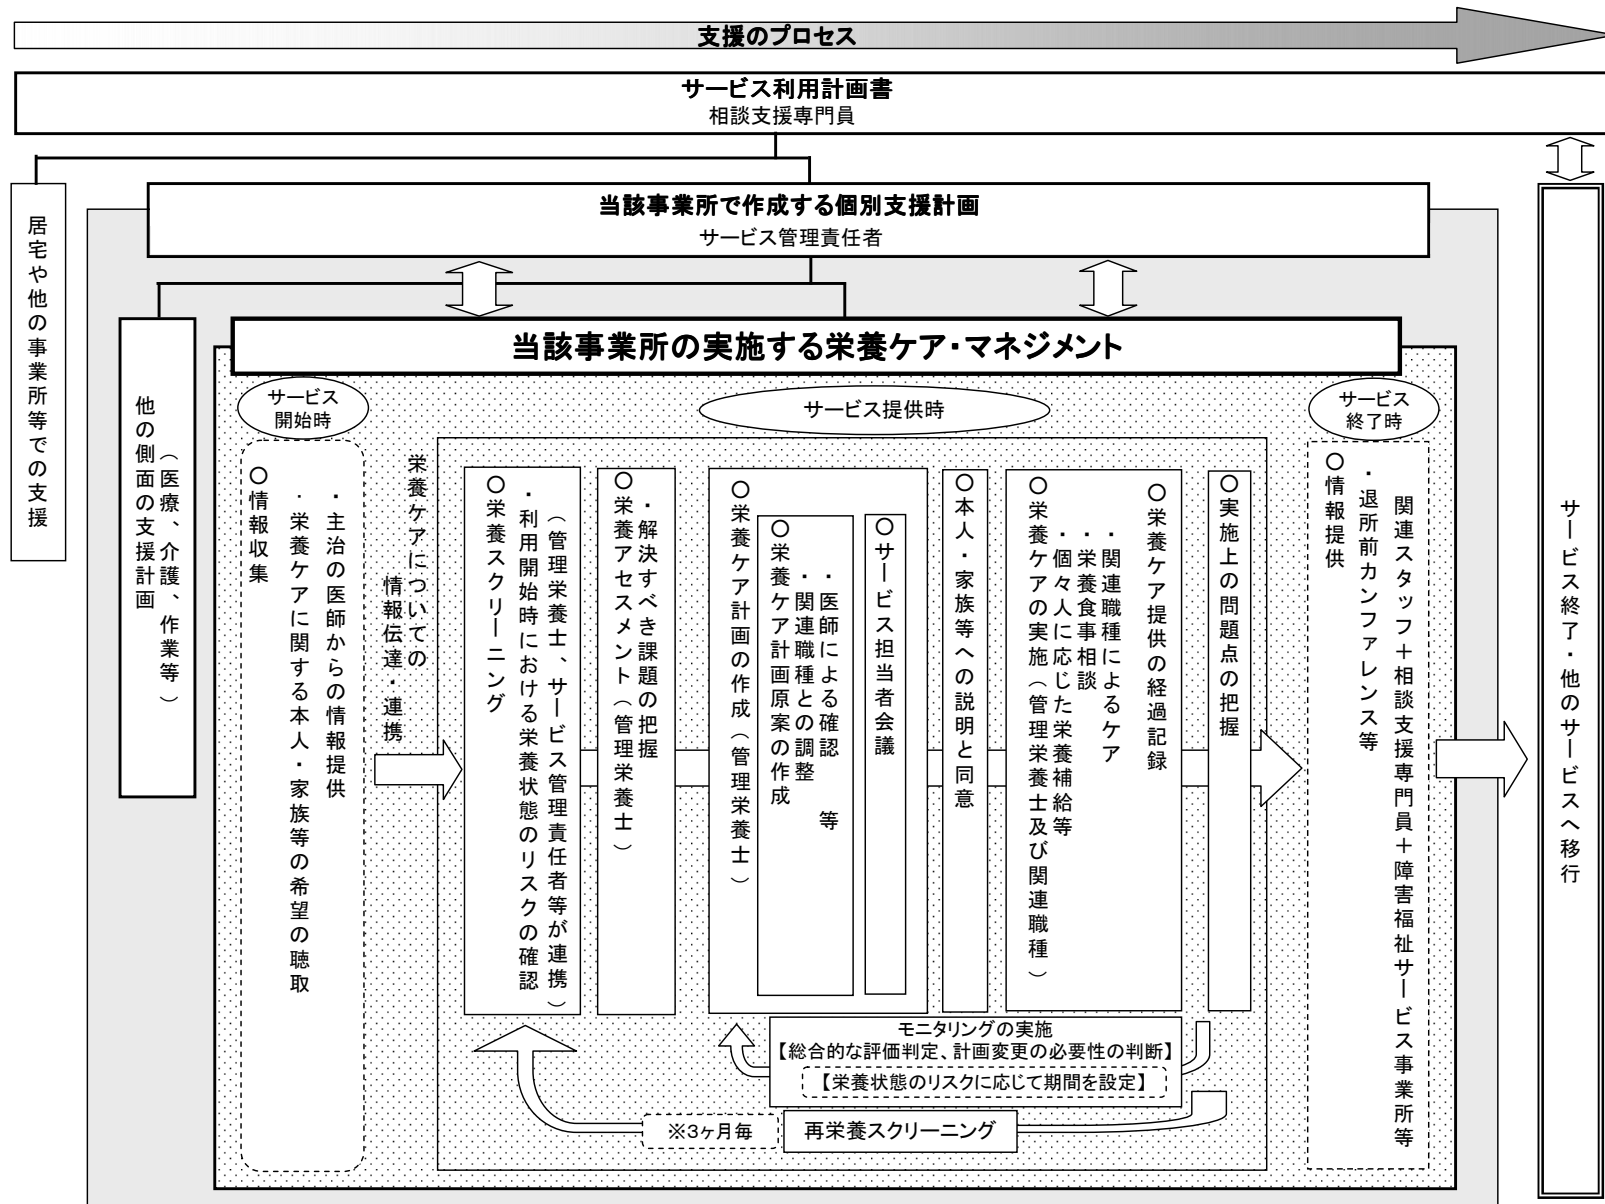 支援のプロセス
サービス利用計画書
相談支援専門員
居宅や他の事業所等での支援
当該事業所で作成する個別支援計画
サービス管理責任者
他の側面の支援計画
（医療、介護、作業等）
当該事業所の実施する栄養ケア・マネジメント
サービス
開始時
○情報収集
・栄養ケアに関する本人・家族等の希望の聴取
・主治の医師からの情報提供
栄養ケアについての
情報伝達・連携
サービス提供時
○栄養スクリーニング
・利用開始時における栄養状態のリスクの確認
（管理栄養士、サービス管理責任者等が連携）
○栄養アセスメント（管理栄養士）
・解決すべき課題の把握
○栄養ケア計画の作成（管理栄養士）
○栄養ケア計画原案の作成
・関連職種との調整
・医師による確認　等
○サービス担当者会議
○本人・家族等への説明と同意
○栄養ケアの実施（管理栄養士及び関連職種）
・個々人に応じた栄養補給等
・栄養食事相談
・関連職種によるケア
○栄養ケア提供の経過記録
○実施上の問題点の把握
モニタリングの実施
【総合的な評価判定、計画変更の必要性の判断】
【栄養状態のリスクに応じて期間を設定】
※3ヶ月毎
再栄養スクリーニング
サービス
終了時
○情報提供
・退所前カンファレンス等
関連スタッフ＋相談支援専門員＋障害福祉サービス事業所等
サービス終了・他のサービスへ移行